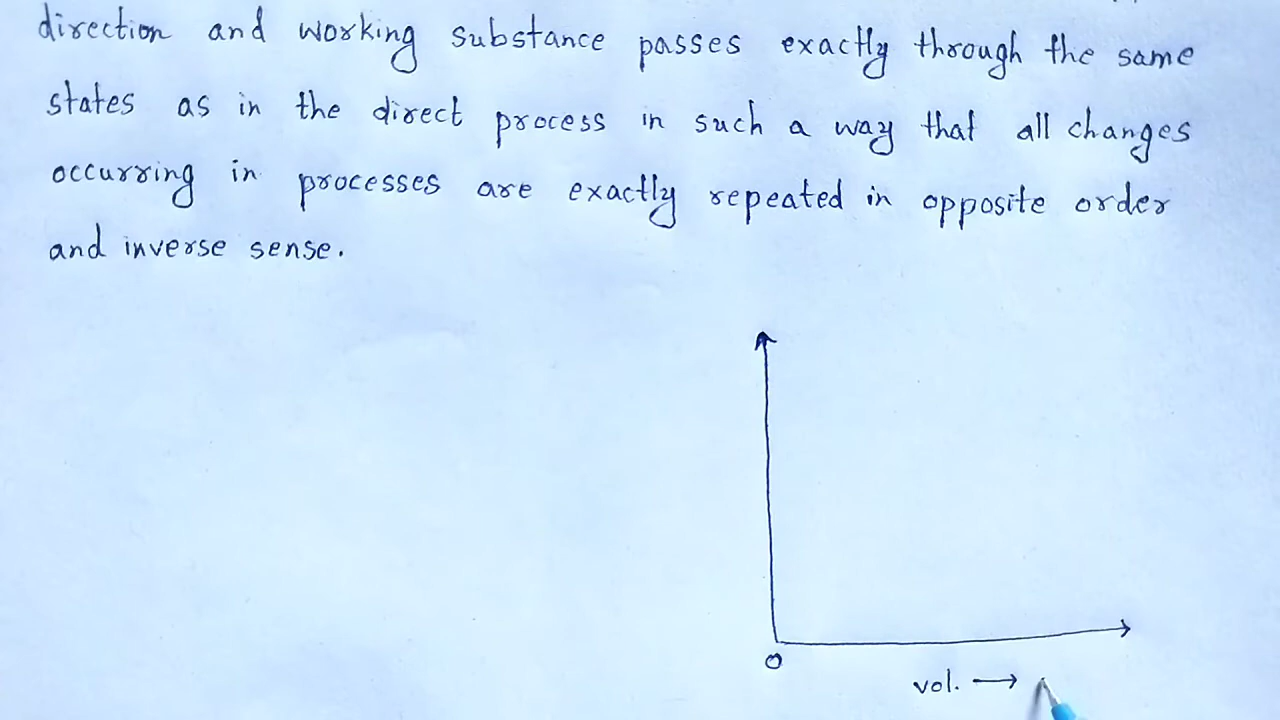 direction and working substance passes exactly through the same
states as in the direct process in such a way that all changes
occurring in processes are exactly repeated in opposite order
and inverse sense.
O
vol. →